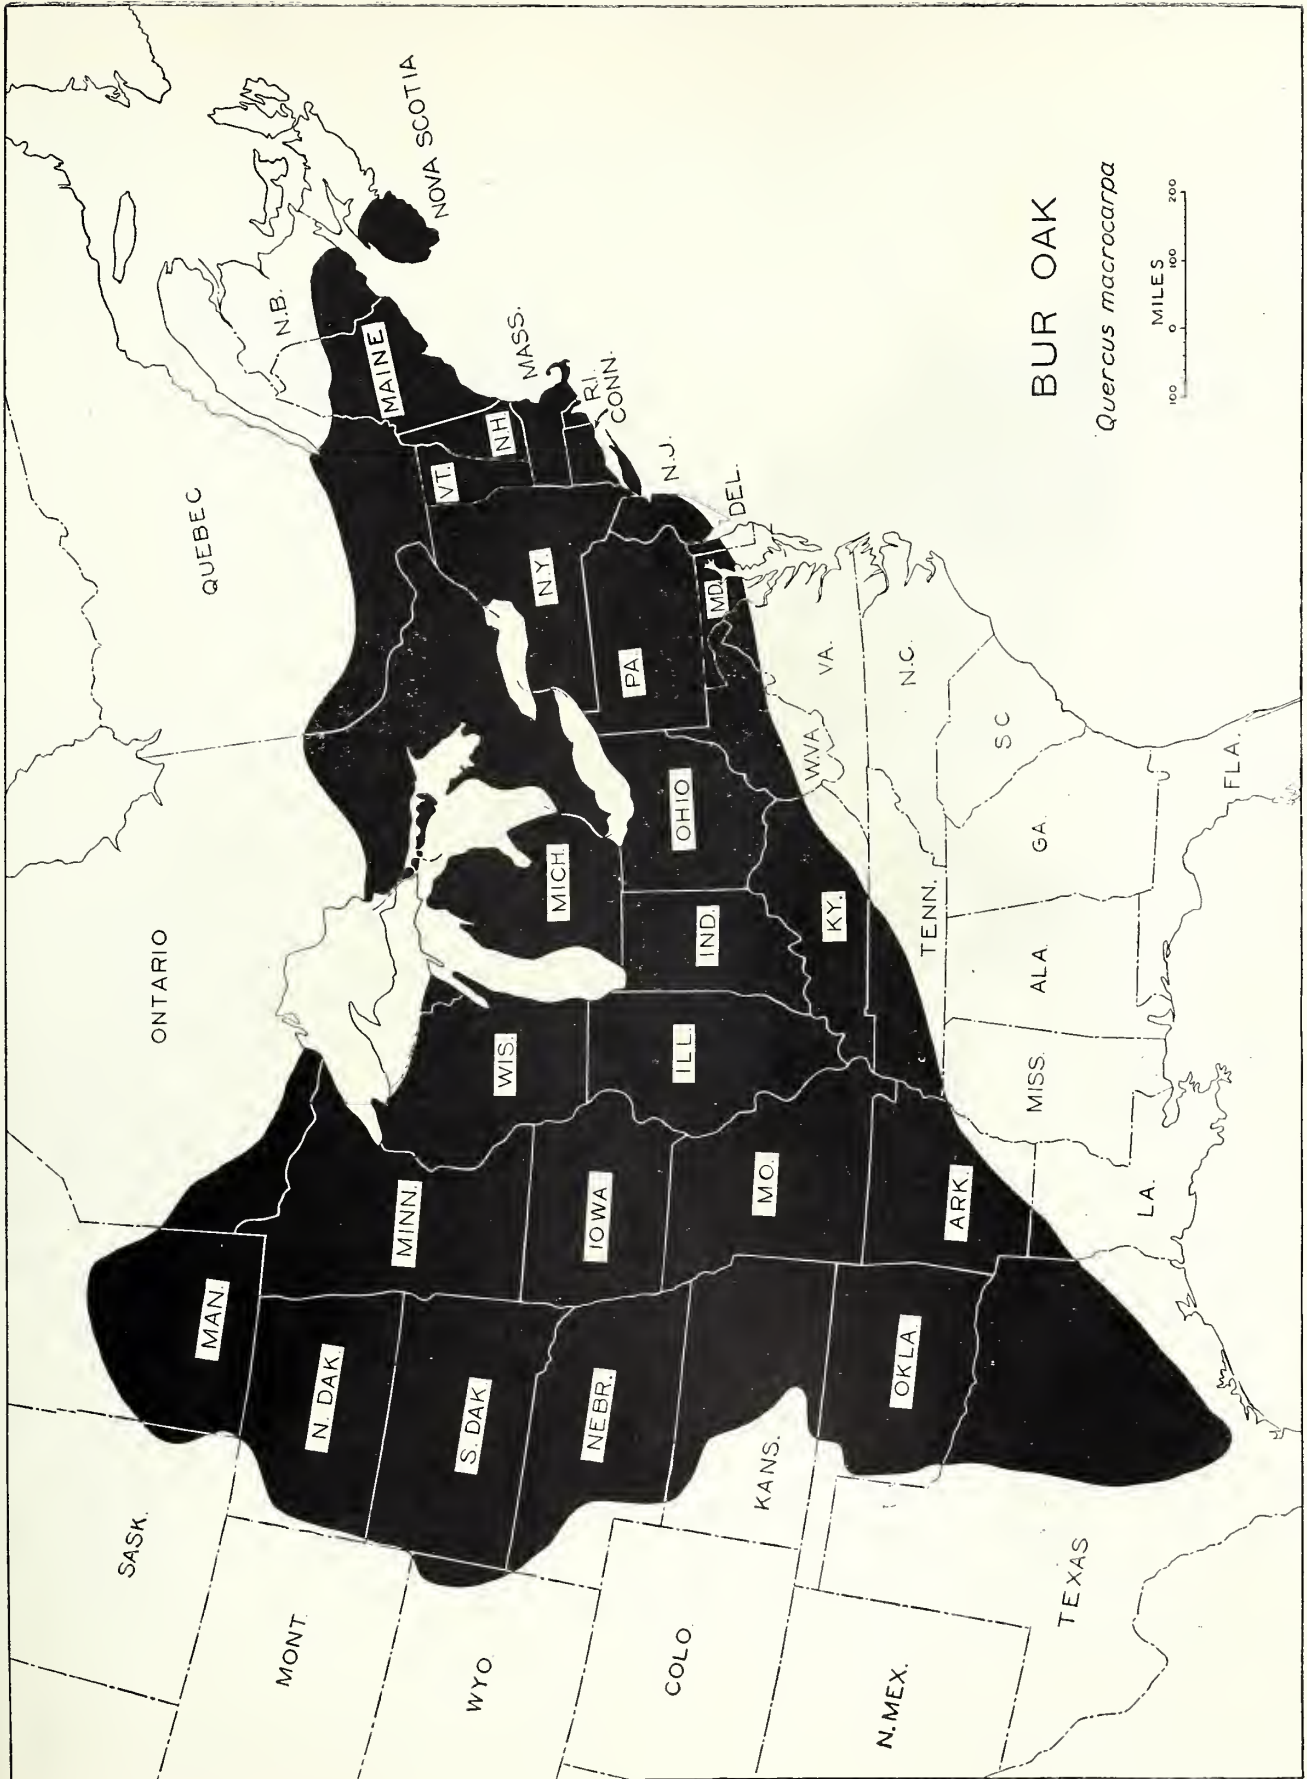 BUR OAK
Quercus macrocarpa
MILES
100 0 100 200
SASK.
MAN.
ONTARIO
QUEBEC
N.B.
NOVA SCOTIA
MAINE
VT.
N.H
MASS.
R.I.
CONN.
N.Y.
N.J.
PA.
DEL.
MD.
MONT.
N. DAK.
MINN.
WIS.
MICH.
WYO.
S. DAK.
IOWA
ILL.
IND.
OHIO
W.VA.
VA.
NEBR.
COLO.
KANS.
MO.
KY.
N.C.
TENN.
N.MEX.
OKLA.
ARK.
S C
TEXAS
LA.
MISS.
ALA.
GA.
FLA.